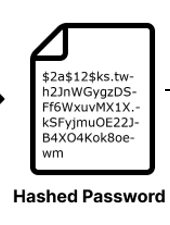 $2a$12$ks.tw-
h2JnWGygzDS-
Ff6WxuvMX1X.-
kSFyjmuOE22J-
B4XO4Kok8oe-
wm
Hashed Password